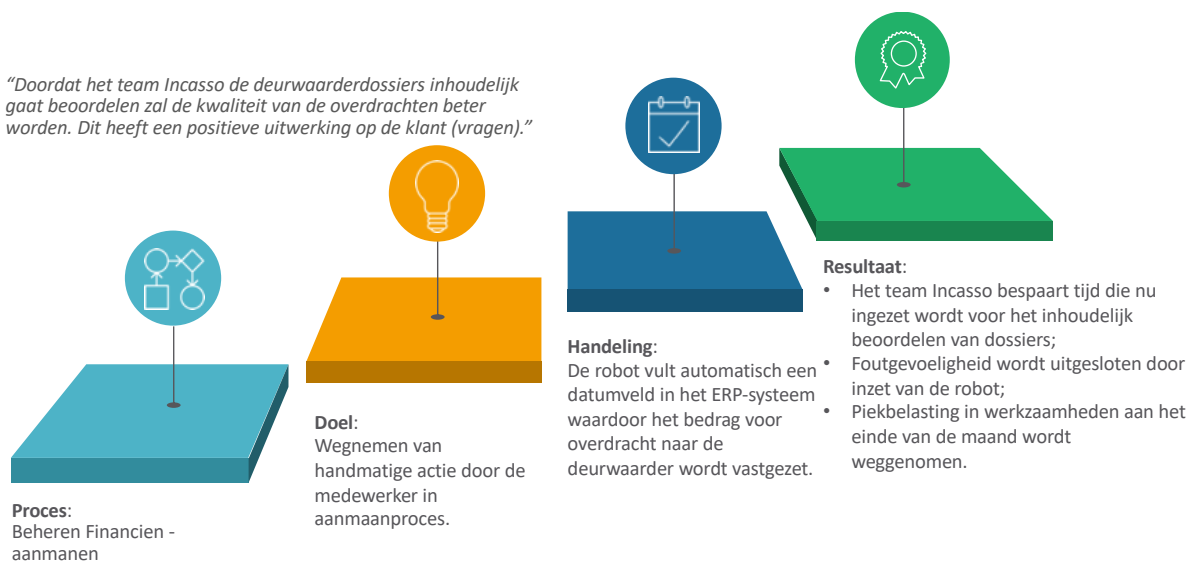 “Doordat het team Incasso de deurwaarderdossiers inhoudelijk
gaat beoordelen zal de kwaliteit van de overdrachten beter
worden. Dit heeft een positieve uitwerking op de klant (vragen).”
Proces:
Beheren Financien -
aanmanen
Doel:
Wegnemen van
handmatige actie door de
medewerker in
aanmaanproces.
Handeling:
De robot vult automatisch een
datumveld in het ERP-systeem
waardoor het bedrag voor
overdracht naar de
deurwaarder wordt vastgezet.
Resultaat:
• Het team Incasso bespaart tijd die nu
ingezet wordt voor het inhoudelijk
beoordelen van dossiers;
• Foutgevoeligheid wordt uitgesloten door
inzet van de robot;
• Piekbelasting in werkzaamheden aan het
einde van de maand wordt
weggenomen.